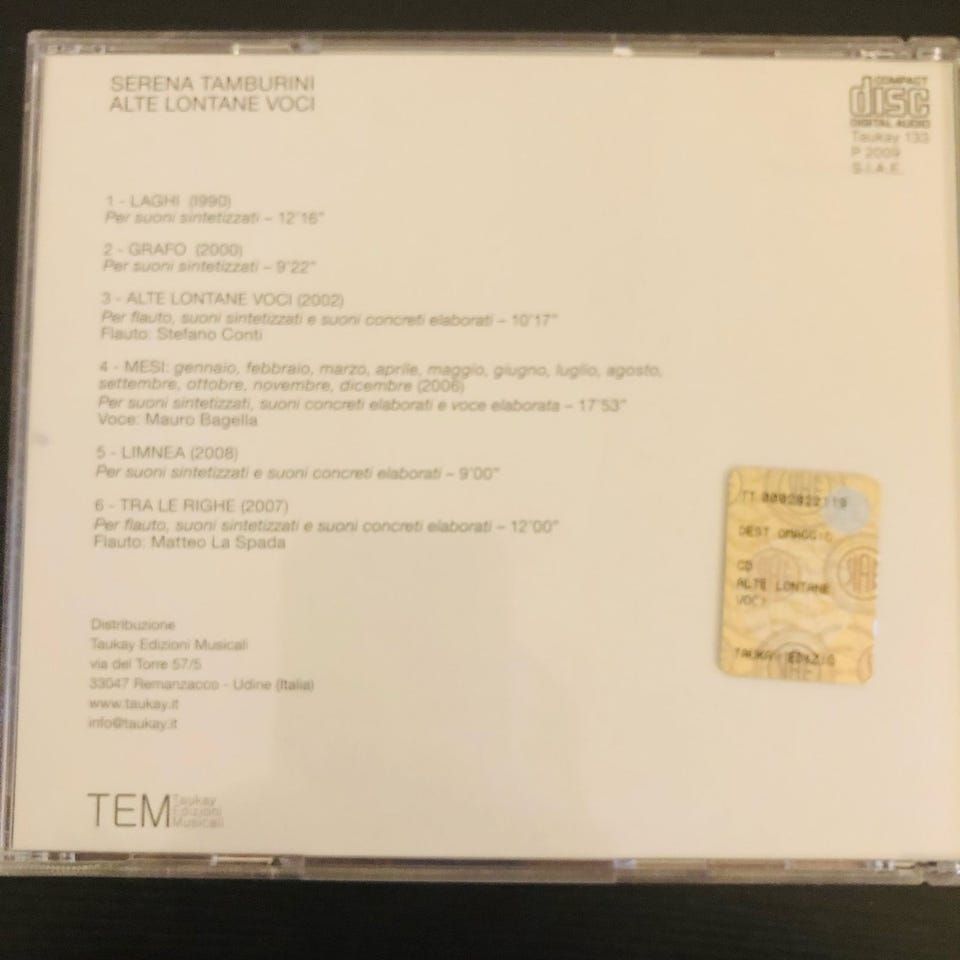 SERENA TAMBURINI
ALTE LONTANE VOCI
COMPACT
disc
DIGITAL AUDIO
Taukay 133
P 2009
S.I.A.E.
1 - LAGHI (1990)
Per suoni sintetizzati – 12'16"
2 - GRAFO (2000)
Per suoni sintetizzati – 9'22"
3 - ALTE LONTANE VOCI (2002)
Per flauto, suoni sintetizzati e suoni concreti elaborati – 10'17"
Flauto: Stefano Conti
4 - MESI: gennaio, febbraio, marzo, aprile, maggio, giugno, luglio, agosto,
settembre, ottobre, novembre, dicembre (2006)
Per suoni sintetizzati, suoni concreti elaborati e voce elaborata – 17'53"
Voce: Mauro Bagella
5 - LIMNEA (2008)
Per suoni sintetizzati e suoni concreti elaborati – 9'00"
6 - TRA LE RIGHE (2007)
Per flauto, suoni sintetizzati e suoni concreti elaborati – 12'00"
Flauto: Matteo La Spada
TT
DEST OMAGGIO
CD
ALTE LONTANE
VOCI
TAUKAY EDIZIO
Distribuzione
Taukay Edizioni Musicali
via del Torre 57/5
33047 Remanzacco - Udine (Italia)
www.taukay.it
info@taukay.it
TEM Taukay
Edizioni
Musicali